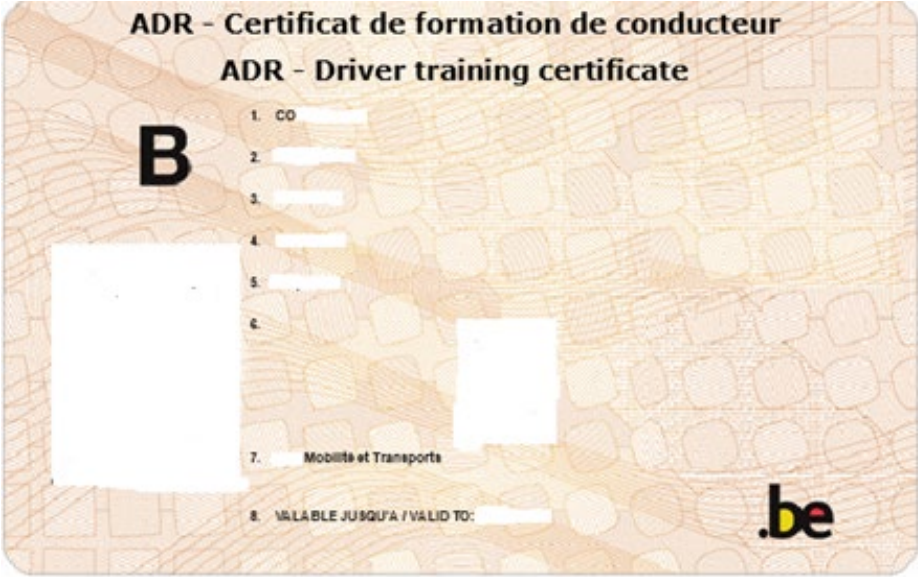 ADR - Certificat de formation de conducteur
ADR - Driver training certificate
B
1. CO
2.
3.
4.
5.
6.
7. Mobilité et Transports
8. VALABLE JUSQU'A / VALID TO:
.be